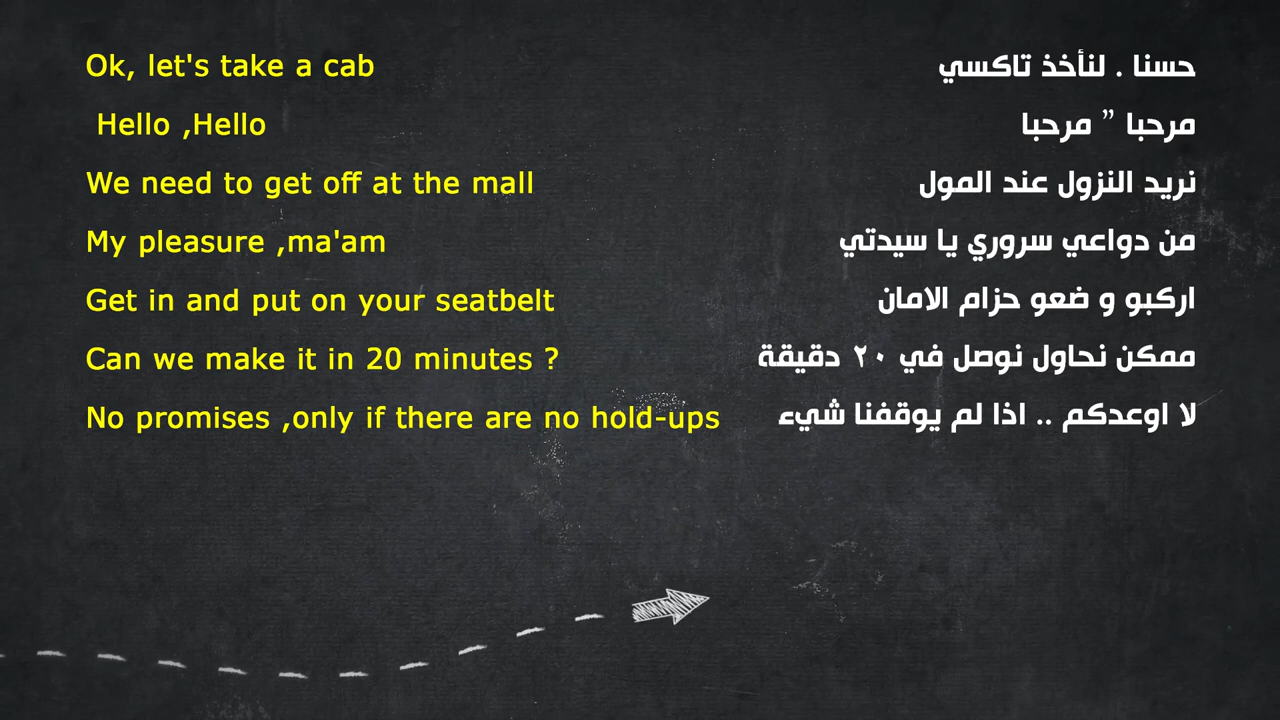 Ok, let's take a cab
حسنا . لنأخذ تاكسي
Hello ,Hello
مرحبا ” مرحبا
We need to get off at the mall
نريد النزول عند المول
My pleasure ,ma'am
من دواعي سروري يا سيدتي
Get in and put on your seatbelt
اركبو و ضعو حزام الامان
Can we make it in 20 minutes ?
ممكن نحاول نوصل في ٢٠ دقيقة
No promises ,only if there are no hold-ups
لا اوعدكم .. اذا لم يوقفنا شيء